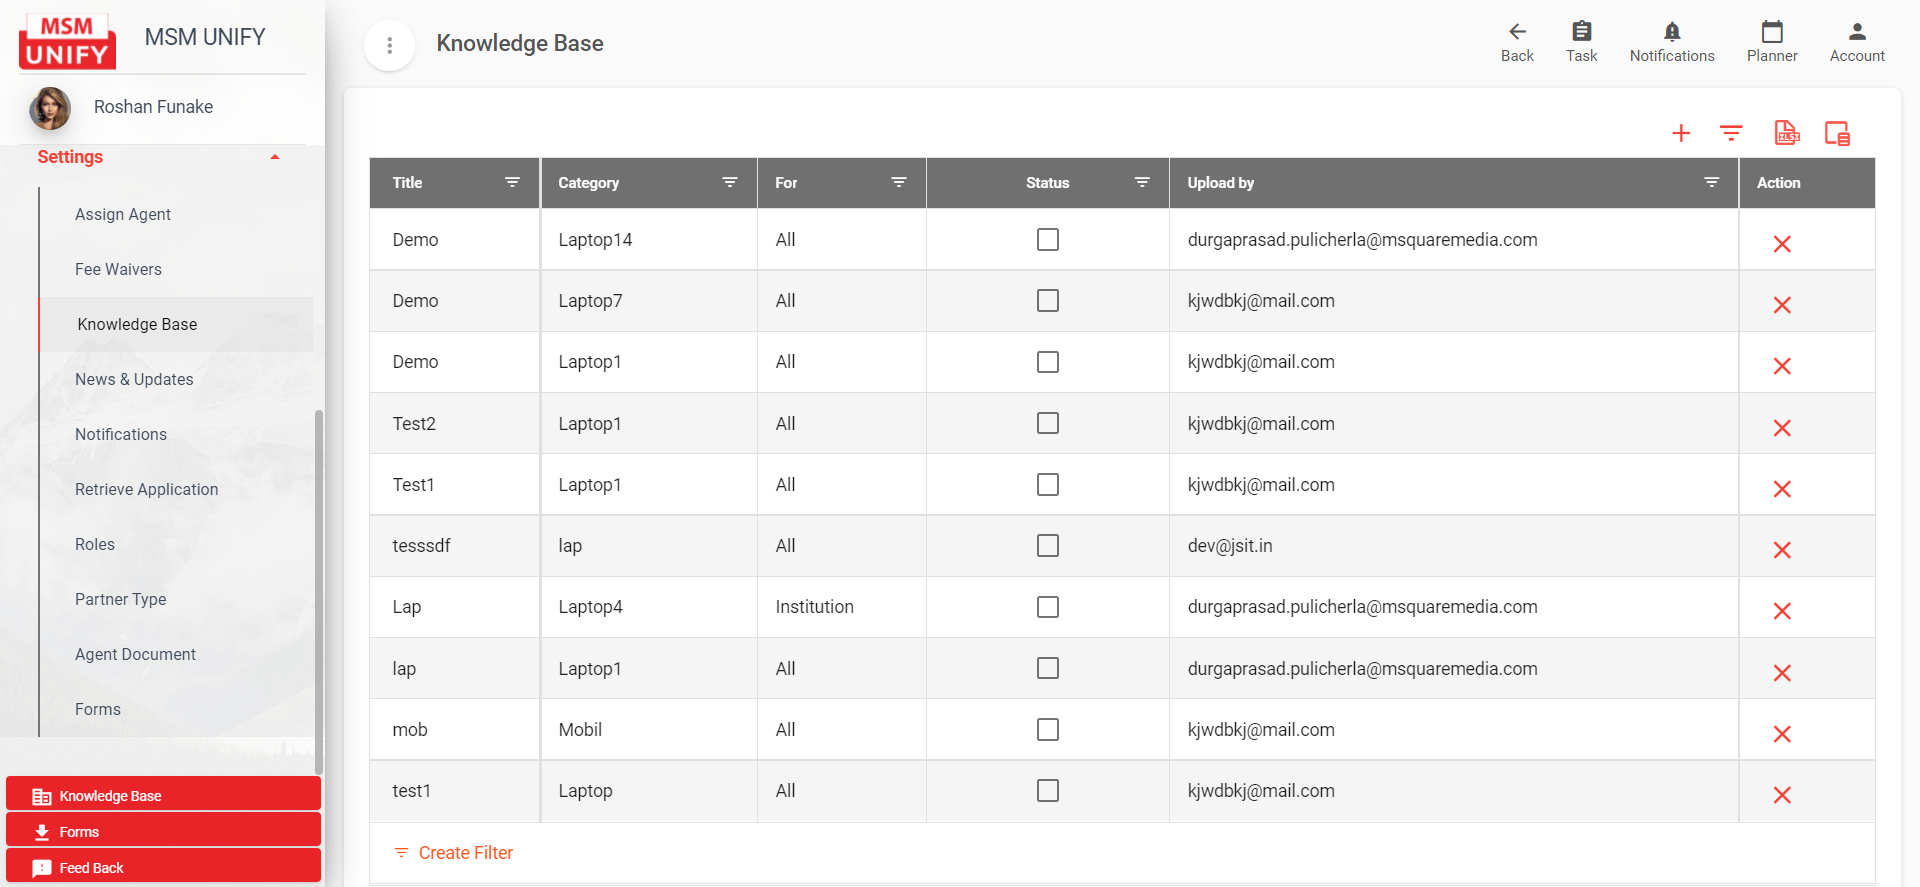 MSM
UNIFY
MSM UNIFY
Roshan Funake
Settings
Assign Agent
Fee Waivers
Knowledge Base
News & Updates
Notifications
Retrieve Application
Roles
Partner Type
Agent Document
Forms
Knowledge Base
Forms
Feed Back
Knowledge Base
Back Task Notifications Planner Account
Title Category For Status Upload by Action
Demo Laptop14 All durgaprasad.pulicherla@msquaremedia.com
Demo Laptop7 All kjwdbkj@mail.com
Demo Laptop1 All kjwdbkj@mail.com
Test2 Laptop1 All kjwdbkj@mail.com
Test1 Laptop1 All kjwdbkj@mail.com
tesssdf lap All dev@jsit.in
Lap Laptop4 Institution durgaprasad.pulicherla@msquaremedia.com
lap Laptop1 All durgaprasad.pulicherla@msquaremedia.com
mob Mobil All kjwdbkj@mail.com
test1 Laptop All kjwdbkj@mail.com
Create Filter